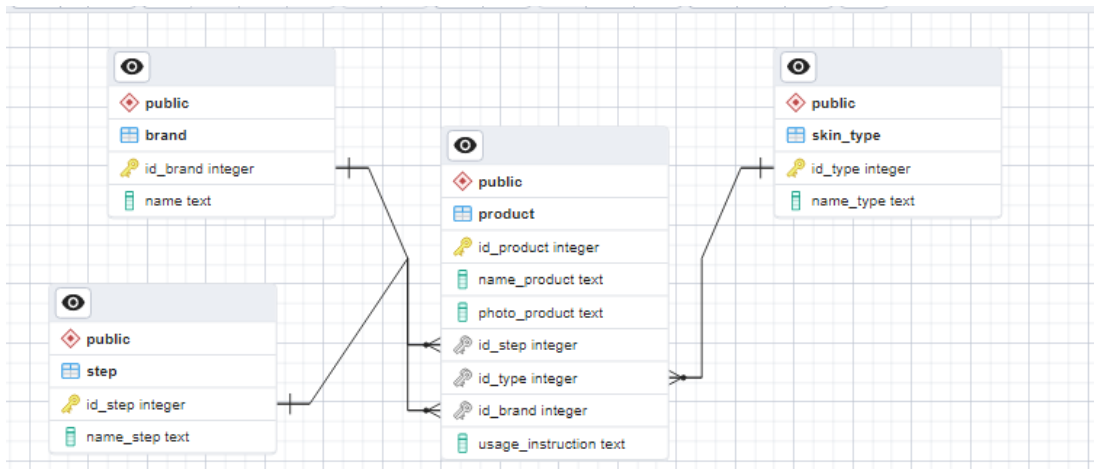 public
brand
id_brand integer
name text
public
step
id_step integer
name_step text
public
product
id_product integer
name_product text
photo_product text
id_step integer
id_type integer
id_brand integer
usage_instruction text
public
skin_type
id_type integer
name_type text